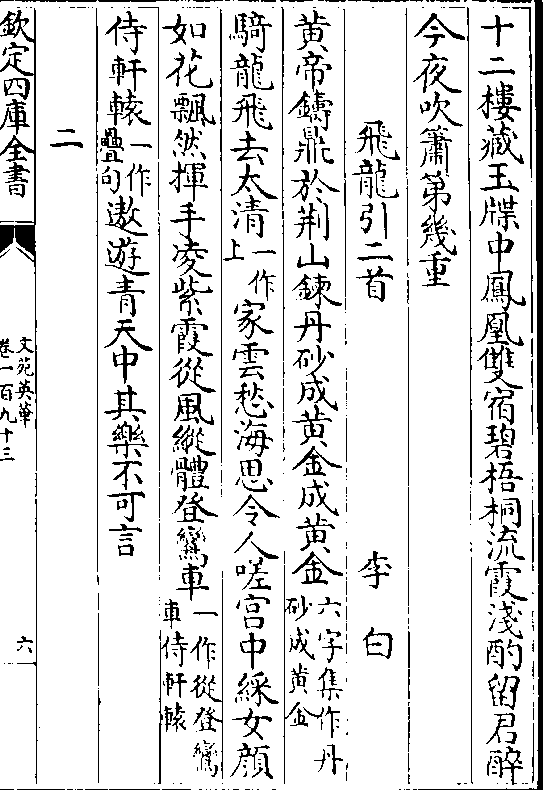 十二樓藏玉牒中鳳凰雙宿碧梧桐流霞淺酌留君醉
今夜吹簫第幾重
飛龍引二首 李白
黄帝鑄鼎於荆山鍊丹砂成黄金成黄金六字集作丹砂成黄金
騎龍飛去太清一作上家雲愁海思令人嗟宫中綵女顔
如花飄然揮手凌紫霞從風縱體登鸞車一作從登鸞車侍軒轅
侍軒轅一作疊句遨遊青天中其樂不可言
二
欽定四庫全書
文苑英華
卷一百九十三
六